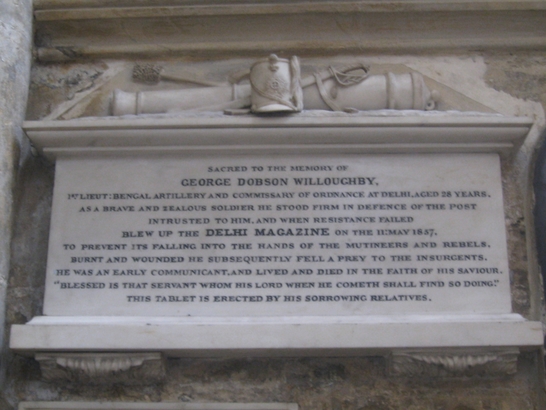 SACRED TO THE MEMORY OF
GEORGE DOBSON WILLOUGHBY,
1ST LIEUT: BENGAL ARTILLERY AND COMMISSARY OF ORDNANCE AT DELHI, AGED 28 YEARS.
AS A BRAVE AND ZEALOUS SOLDIER HE STOOD FIRM IN DEFENCE OF THE POST
INTRUSTED TO HIM, AND WHEN RESISTANCE FAILED
BLEW UP THE DELHI MAGAZINE ON THE 11: MAY 1857,
TO PREVENT ITS FALLING INTO THE HANDS OF THE MUTINEERS AND REBELS.
BURNT AND WOUNDED HE SUBSEQUENTLY FELL A PREY TO THE INSURGENTS.
HE WAS AN EARLY COMMUNICANT, AND LIVED AND DIED IN THE FAITH OF HIS SAVIOUR.
"BLESSED IS THAT SERVANT WHOM HIS LORD WHEN HE COMETH SHALL FIND SO DOING."
THIS TABLET IS ERECTED BY HIS SORROWING RELATIVES.